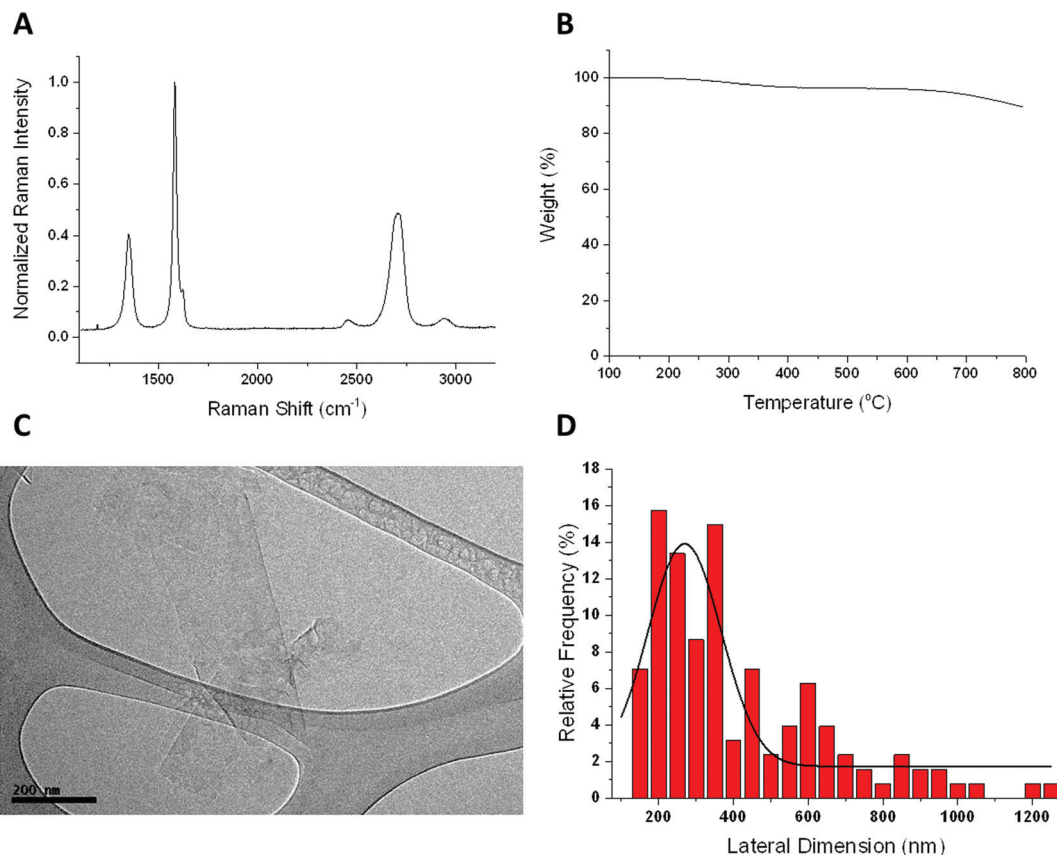 A
Normalized Raman Intensity
1.0
0.8
0.6
0.4
0.2
0.0
1500 2000 2500 3000
Raman Shift (cm⁻¹)
B
Weight (%)
100
80
60
40
20
0
100 200 300 400 500 600 700 800
Temperature (°C)
C
200 nm
D
Relative Frequency (%)
18
16
14
12
10
8
6
4
2
0
200 400 600 800 1000 1200
Lateral Dimension (nm)